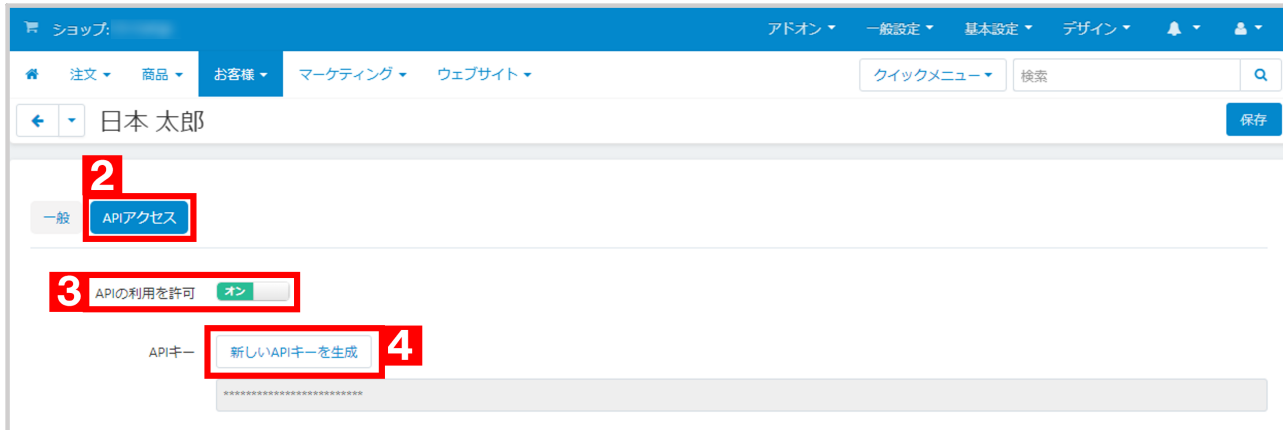 ショップ:
アドオン 一般設定 基本設定 デザイン
注文 商品 お客様 マーケティング ウェブサイト クイックメニュー 検索
日本 太郎 保存
2
一般 APIアクセス
3 APIの利用を許可 オン
APIキー 新しいAPIキーを生成 4
*************************